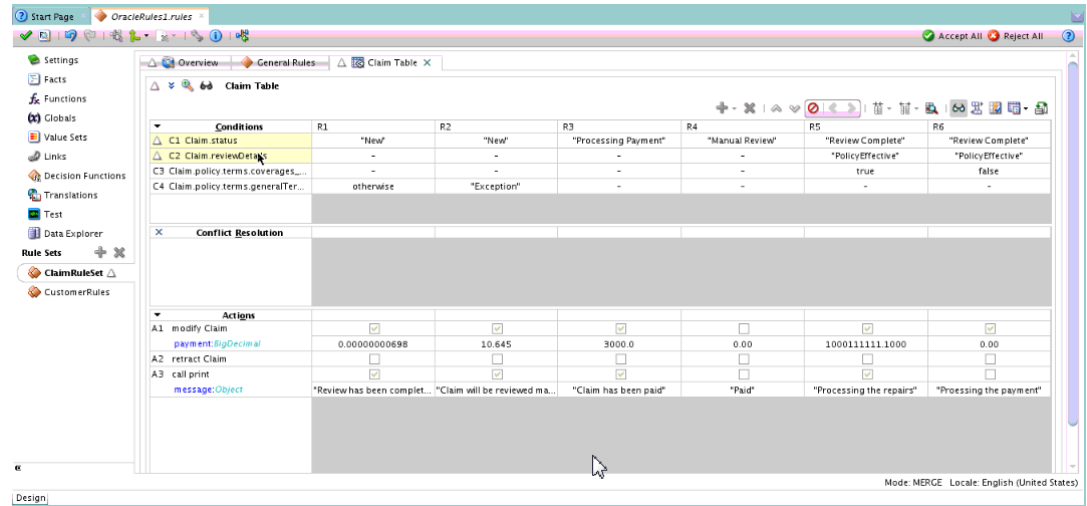 Start Page OracleRules1.rules
Accept All Reject All
Settings
Facts
Functions
Globals
Value Sets
Links
Decision Functions
Translations
Test
Data Explorer
Rule Sets
ClaimRuleSet
CustomerRules
Overview General Rules Claim Table
Claim Table
Conditions R1 R2 R3 R4 R5 R6
C1 Claim.status "New" "New" "Processing Payment" "Manual Review" "Review Complete" "Review Complete"
C2 Claim.reviewDetails - - - - "PolicyEffective" "PolicyEffective"
C3 Claim.policy.terms.coverages_... - - - - true false
C4 Claim.policy.terms.generalTer... otherwise "Exception" - - - -
Conflict Resolution
Actions
A1 modify Claim
payment:BigDecimal 0.00000000698 10.645 3000.0 0.00 1000111111.1000 0.00
A2 retract Claim
A3 call print
message:Object "Review has been complet... "Claim will be reviewed ma... "Claim has been paid" "Paid" "Processing the repairs" "Proessing the payment"
Mode: MERGE Locale: English (United States)
Design